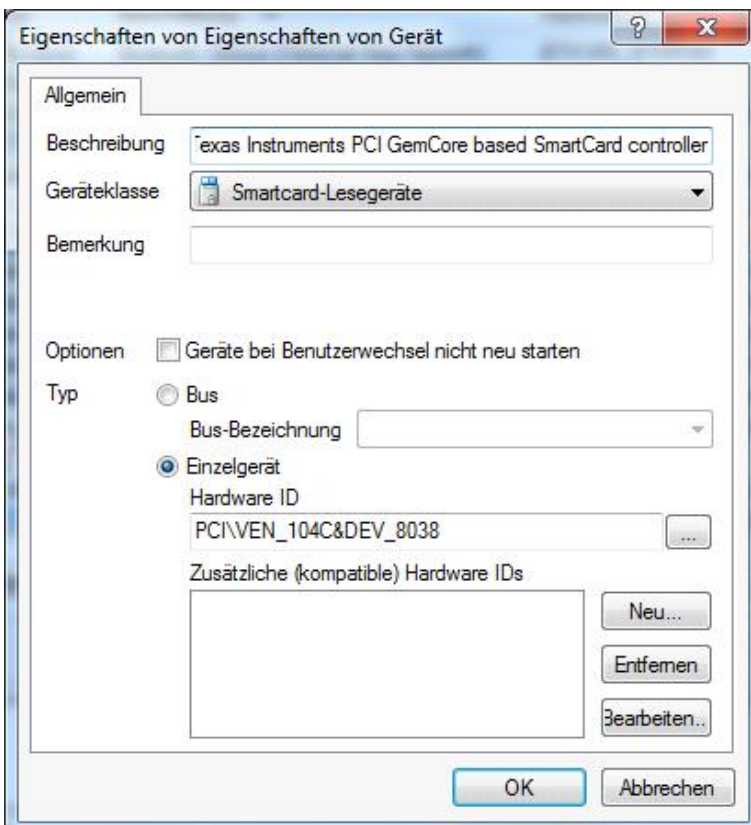 Eigenschaften von Eigenschaften von Gerät
Allgemein
Beschreibung Texas Instruments PCI GemCore based SmartCard controller
Geräteklasse Smartcard-Lesegeräte
Bemerkung
Optionen Geräte bei Benutzerwechsel nicht neu starten
Typ Bus
Bus-Bezeichnung
Einzelgerät
Hardware ID
PCI\VEN_104C&DEV_8038 ...
Zusätzliche (kompatible) Hardware IDs
Neu...
Entfernen
Bearbeiten..
OK Abbrechen